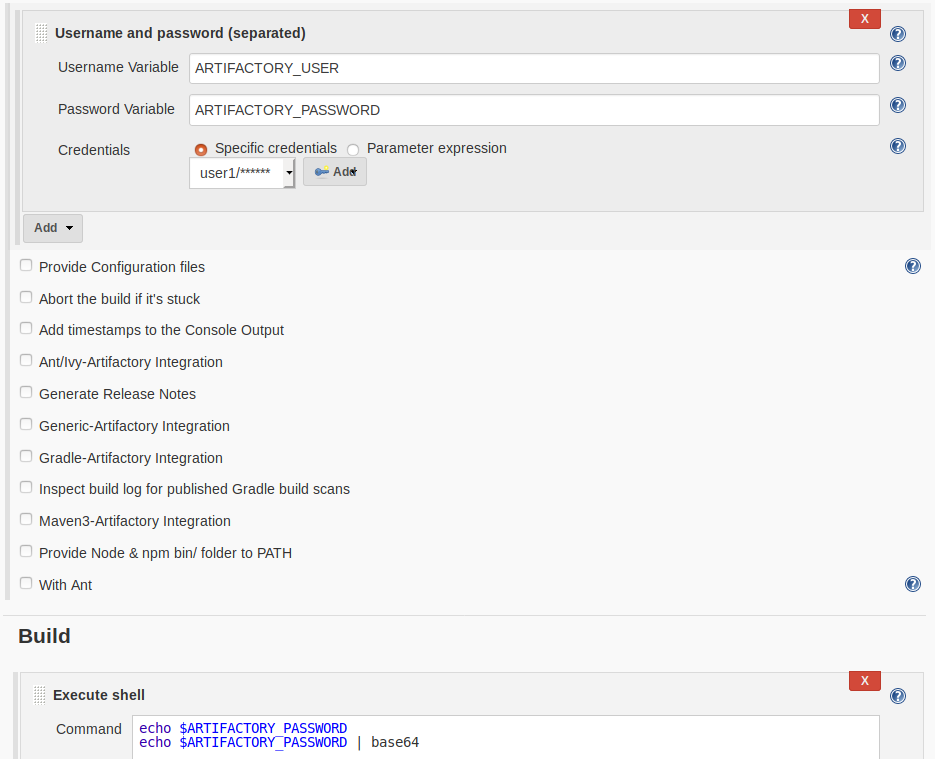 X
Username and password (separated)
Username Variable ARTIFACTORY_USER
Password Variable ARTIFACTORY_PASSWORD
Credentials Specific credentials Parameter expression
user1/****** Add
Add
Provide Configuration files
Abort the build if it's stuck
Add timestamps to the Console Output
Ant/Ivy-Artifactory Integration
Generate Release Notes
Generic-Artifactory Integration
Gradle-Artifactory Integration
Inspect build log for published Gradle build scans
Maven3-Artifactory Integration
Provide Node & npm bin/ folder to PATH
With Ant
Build
X
Execute shell
Command echo $ARTIFACTORY_PASSWORD
echo $ARTIFACTORY_PASSWORD | base64